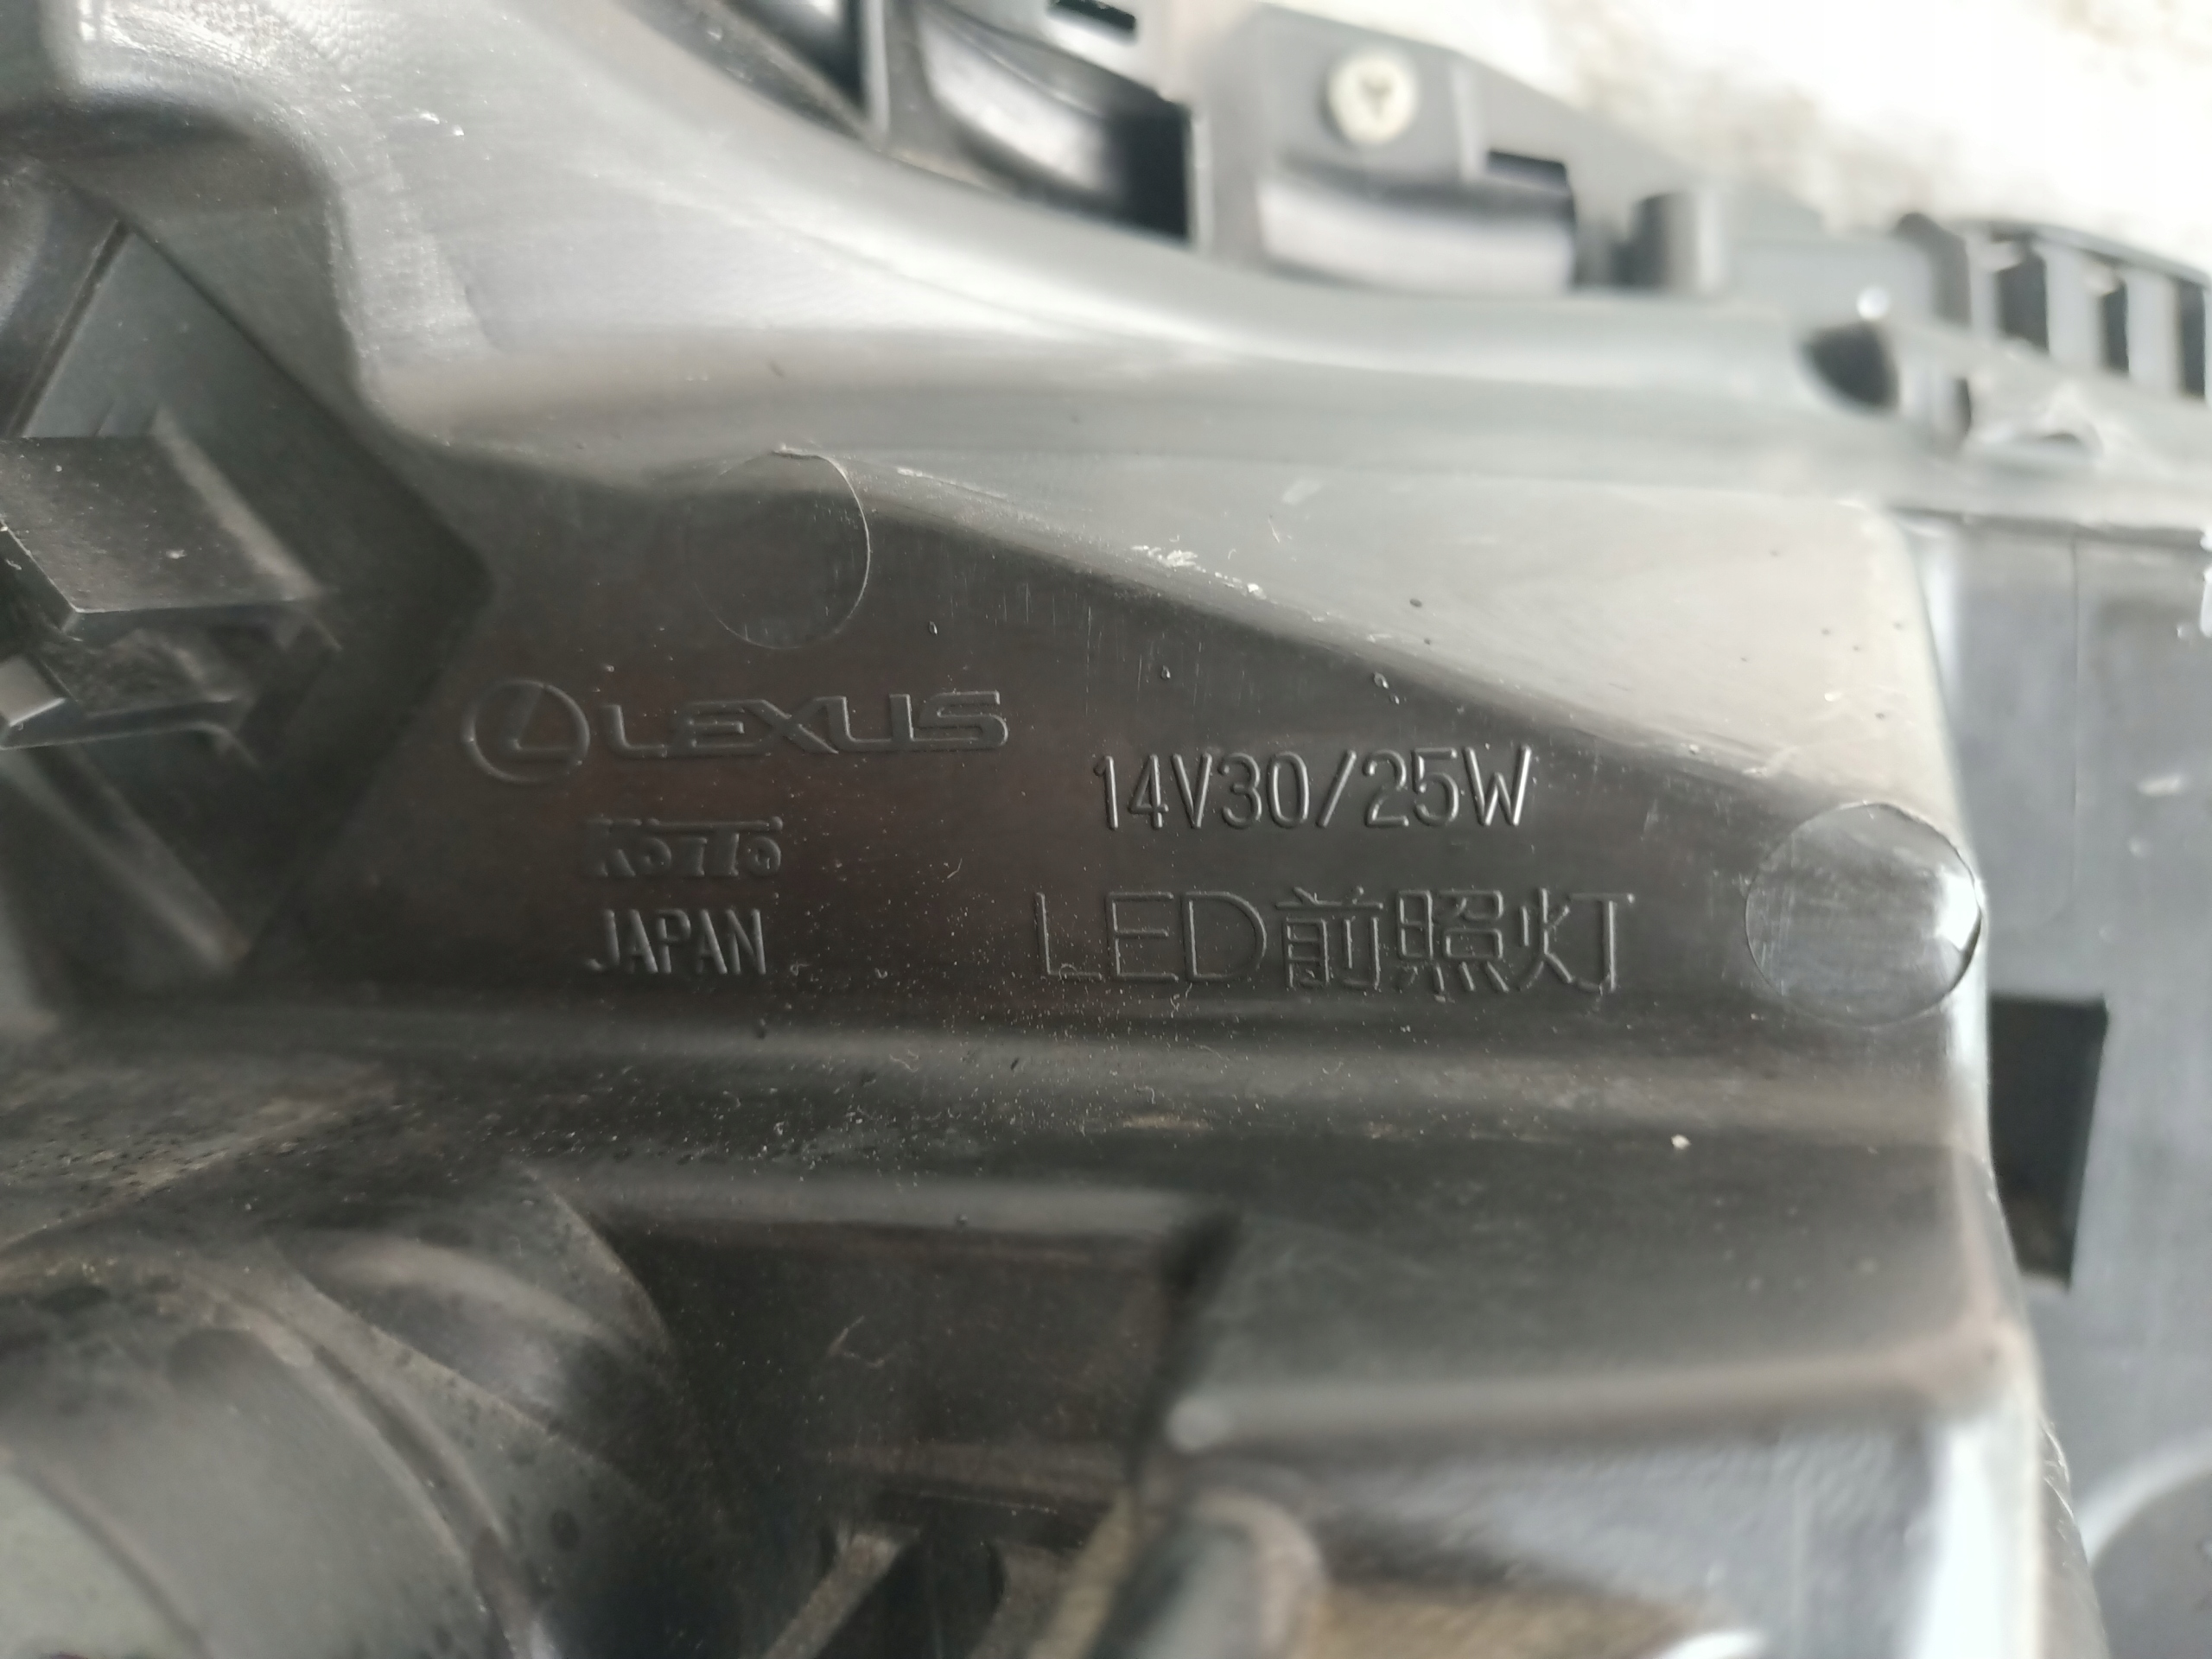 LEXUS
14V30/25W
KOITO
JAPAN
LED前照灯